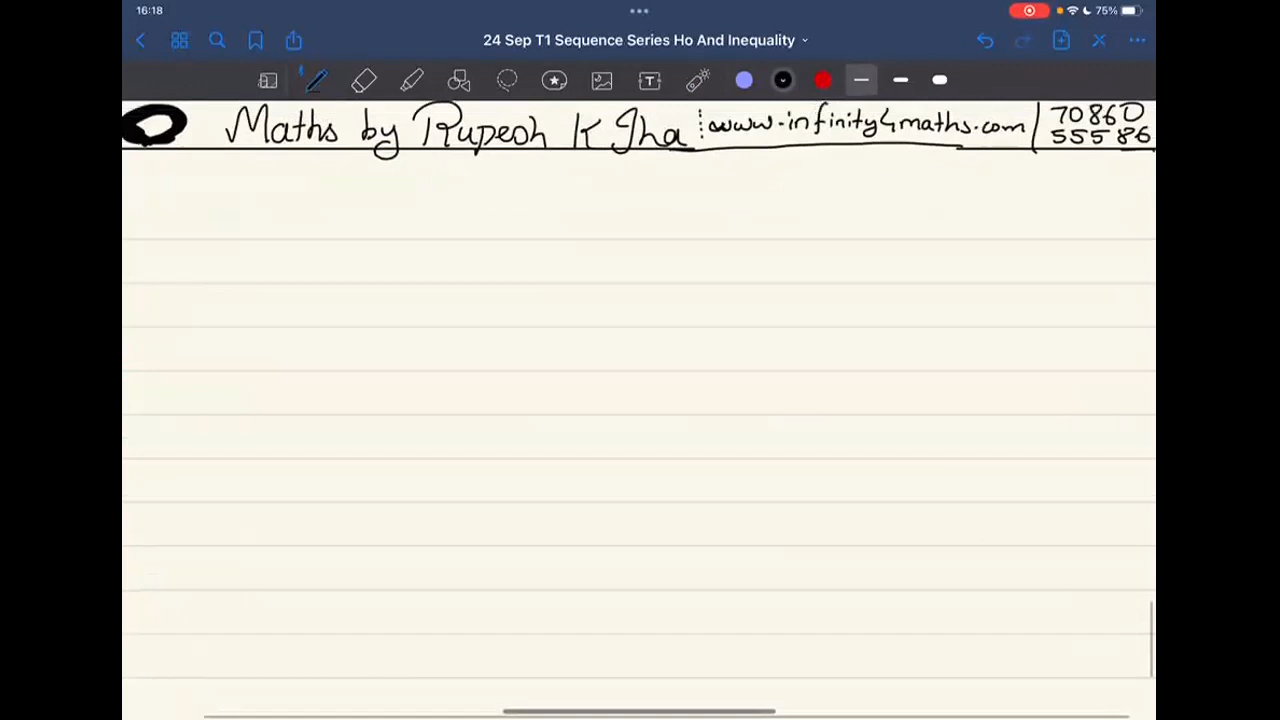 16:18
75%
24 Sep T1 Sequence Series Ho And Inequality
Maths by Rupesh K Jha www.infinity4maths.com 70860
55586